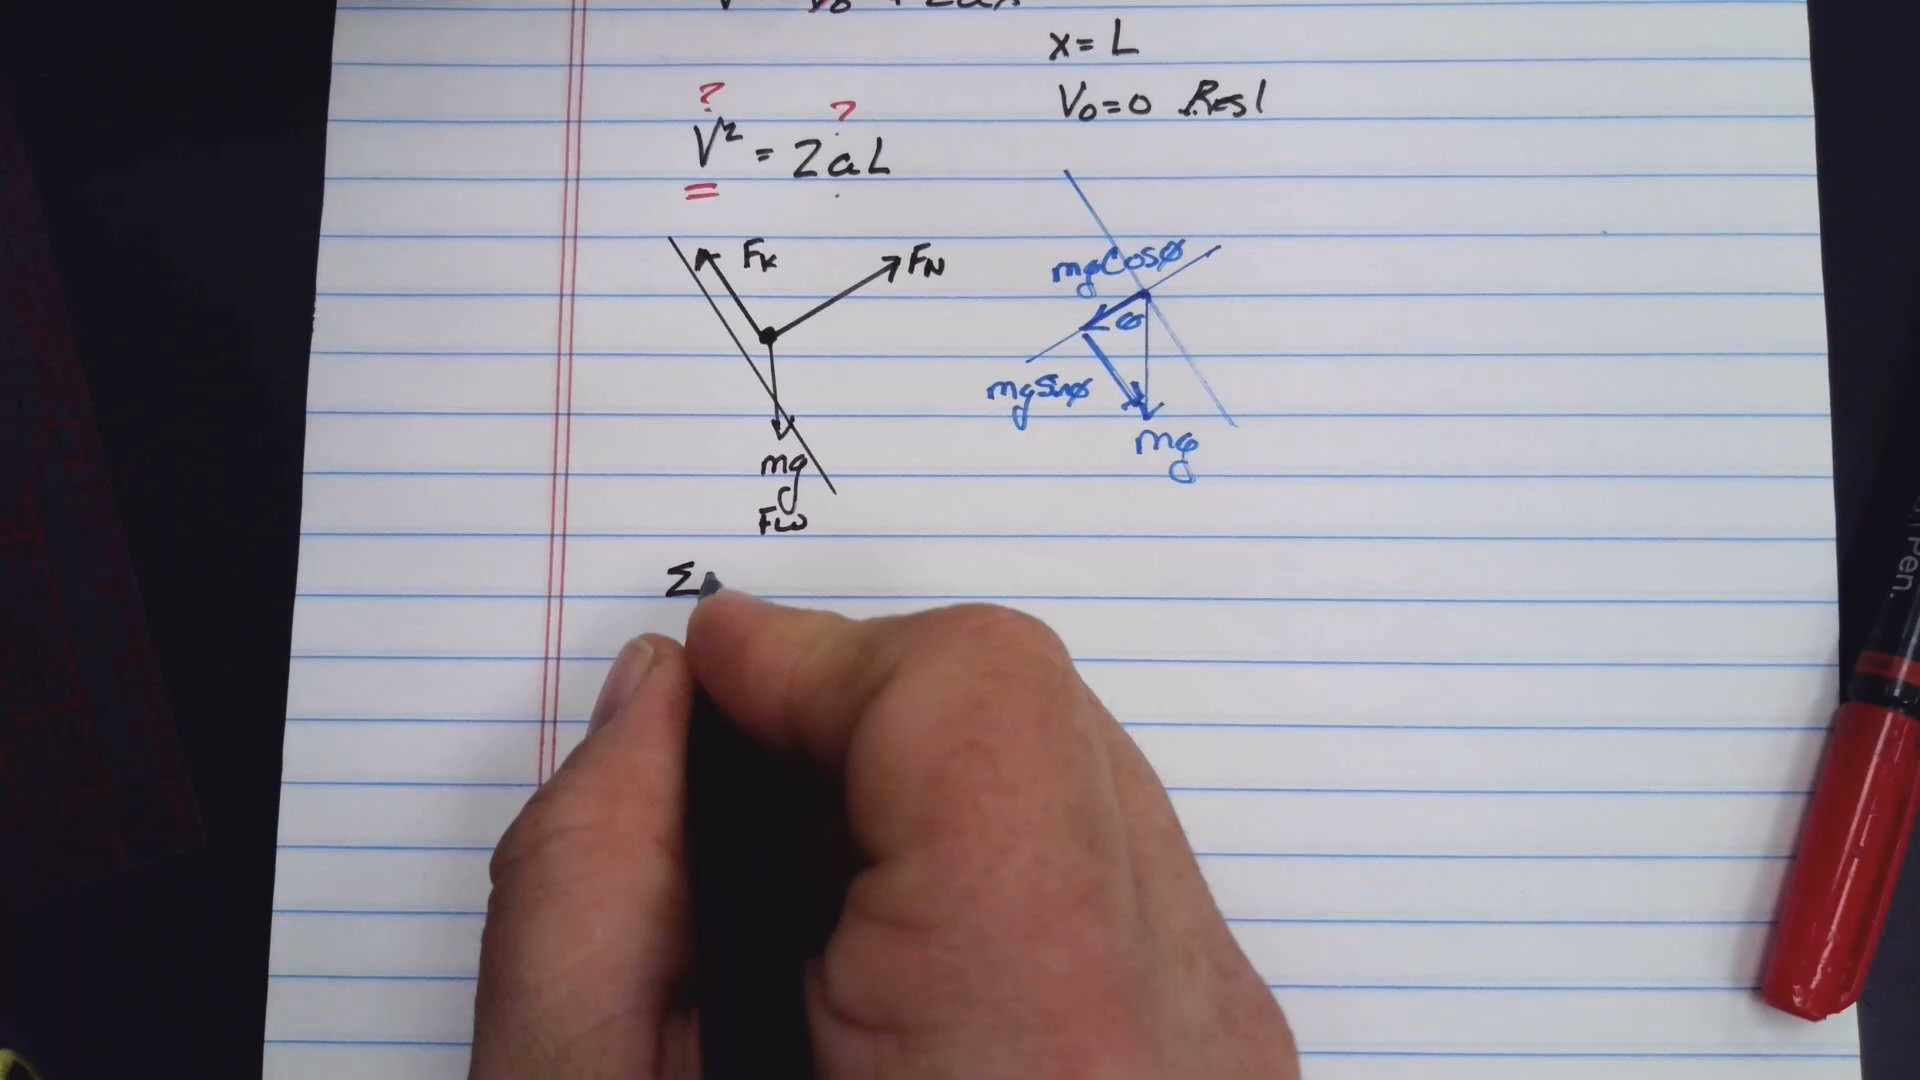 x = L
V₀ = 0 Rest
? ?
V² = 2aL
Fk FN
mg
Fw
mgCosø
ø
mgSinø
mg
Σ
Pen.